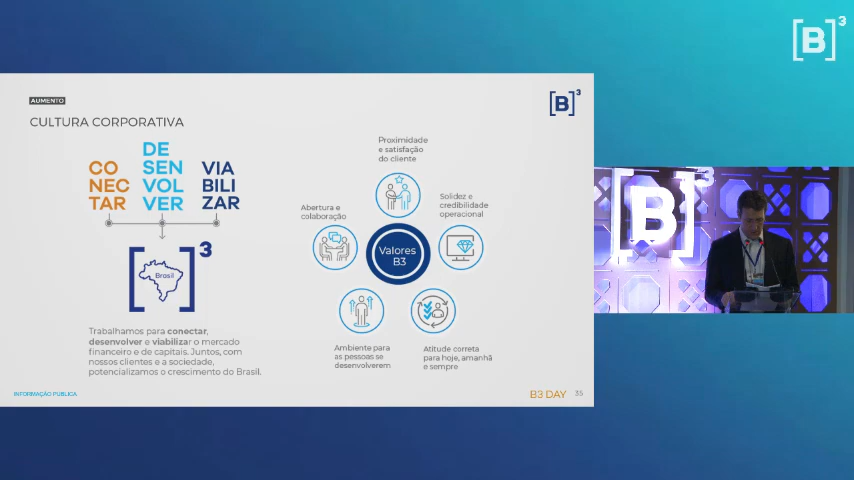 [B]³
AUMENTO
[B]³
CULTURA CORPORATIVA
CO
NEC
TAR
DE
SEN
VOL
VER
VIA
BILI
ZAR
3
Brasil
Trabalhamos para conectar,
desenvolver e viabilizar o mercado
financeiro e de capitais. Juntos, com
nossos clientes e a sociedade,
potencializamos o crescimento do Brasil.
Proximidade
e satisfação
do cliente
Abertura e
colaboração
Solidez e
credibilidade
operacional
Valores
B3
Ambiente para
as pessoas se
desenvolverem
Atitude correta
para hoje, amanhã
e sempre
INFORMAÇÃO PÚBLICA
B3 DAY 35
[B]3